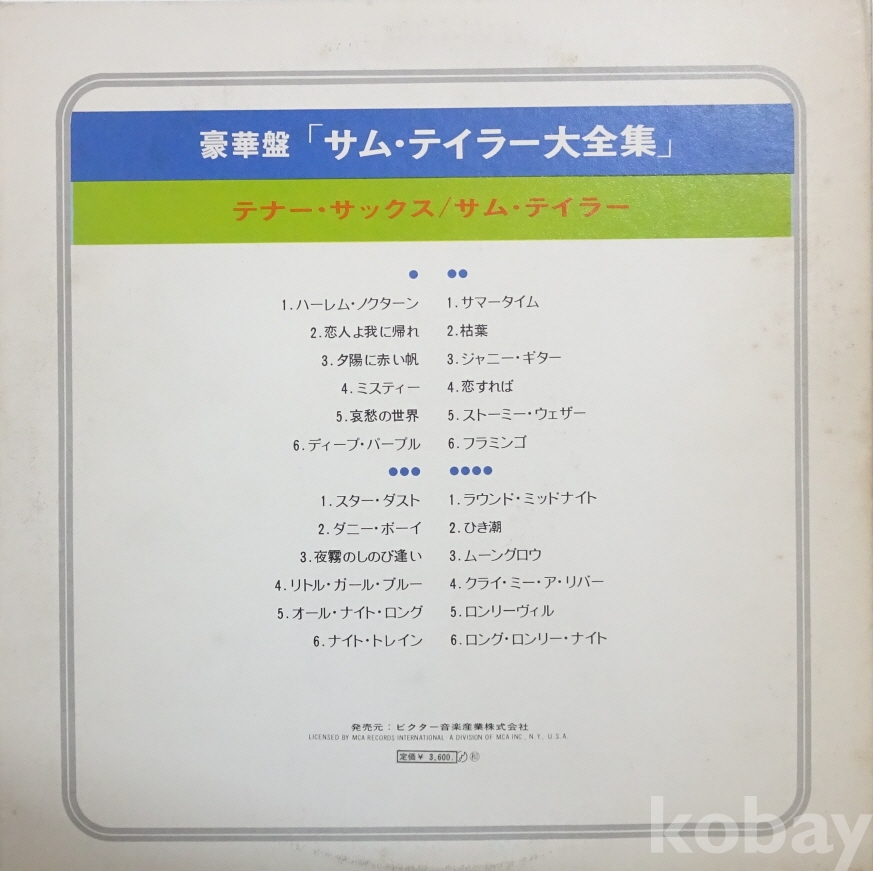 豪華盤「サム・テイラー大全集」
テナー・サックス/サム・テイラー
1.ハーレム・ノクターン
2.恋人よ我に帰れ
3.夕陽に赤い帆
4.ミスティー
5.哀愁の世界
6.ディープ・パープル
1.サマータイム
2.枯葉
3.ジャニー・ギター
4.恋すれば
5.ストーミー・ウェザー
6.フラミンゴ
1.スター・ダスト
2.ダニー・ボーイ
3.夜霧のしのび逢い
4.リトル・ガール・ブルー
5.オール・ナイト・ロング
6.ナイト・トレイン
1.ラウンド・ミッドナイト
2.ひき潮
3.ムーングロウ
4.クライ・ミー・ア・リバー
5.ロンリーヴィル
6.ロング・ロンリー・ナイト
発売元:ビクター音楽産業株式会社
LICENSED BY MCA RECORDS INTERNATIONAL A DIVISION OF MCA INC., N.Y., U.S.A.
定価¥ 3,600.
kobay